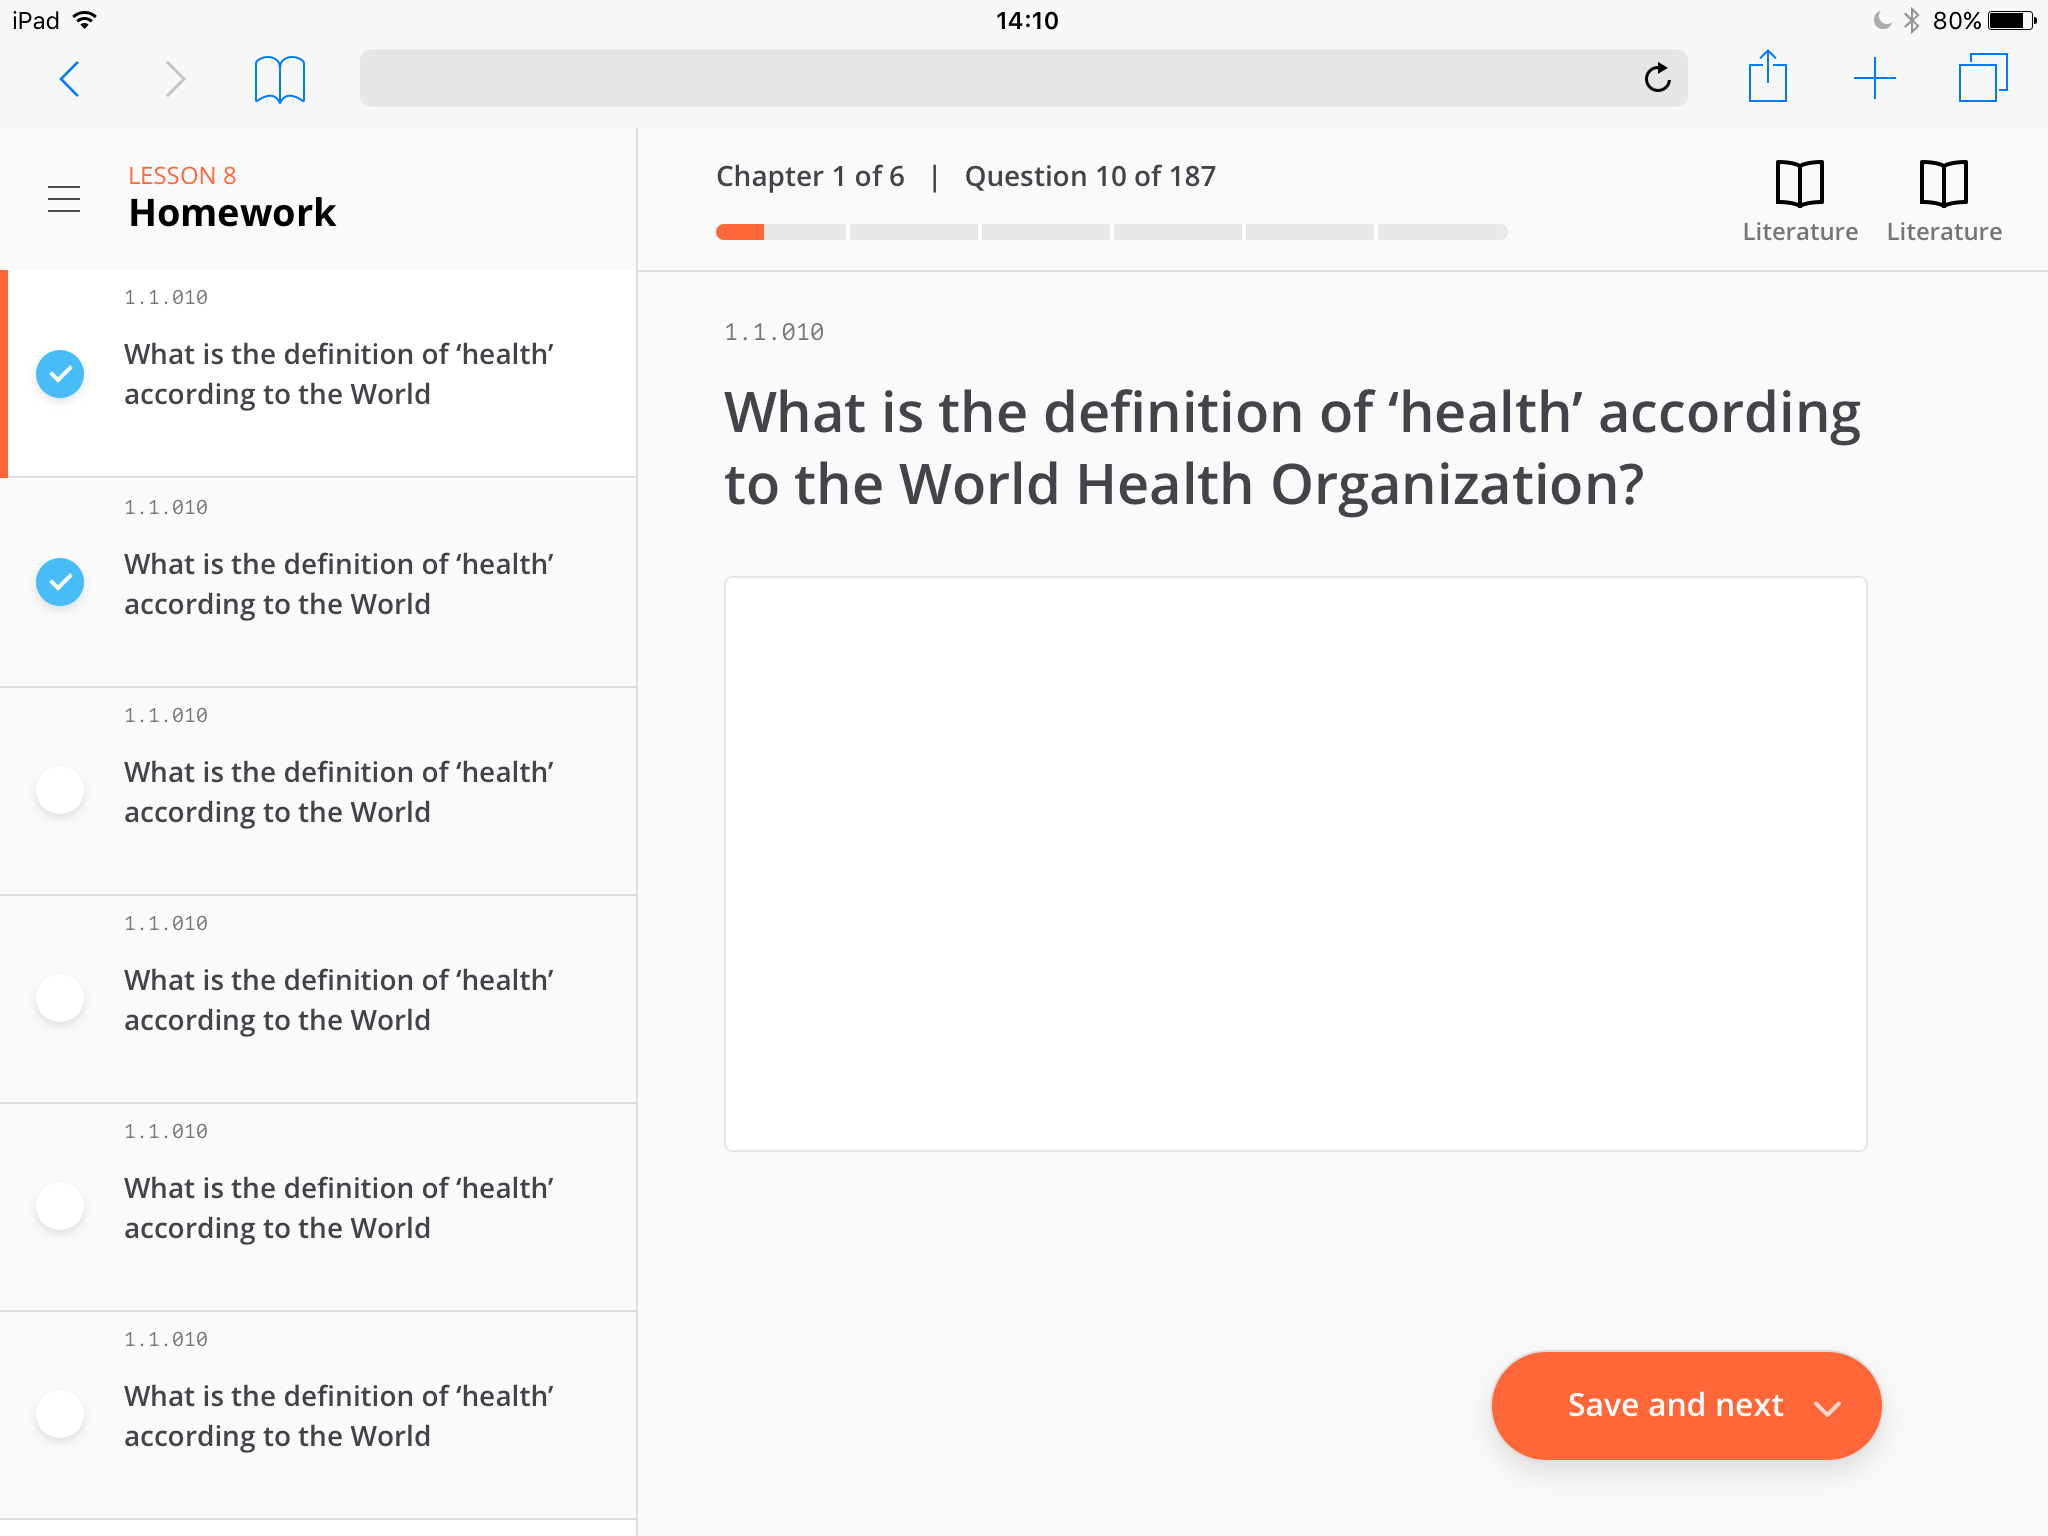 iPad
14:10
80%
LESSON 8
Homework
Chapter 1 of 6 | Question 10 of 187
Literature
Literature
1.1.010
What is the definition of ‘health’
according to the World
1.1.010
What is the definition of ‘health’
according to the World
1.1.010
What is the definition of ‘health’
according to the World
1.1.010
What is the definition of ‘health’
according to the World
1.1.010
What is the definition of ‘health’
according to the World
1.1.010
What is the definition of ‘health’
according to the World
1.1.010
What is the definition of ‘health’ according
to the World Health Organization?
Save and next